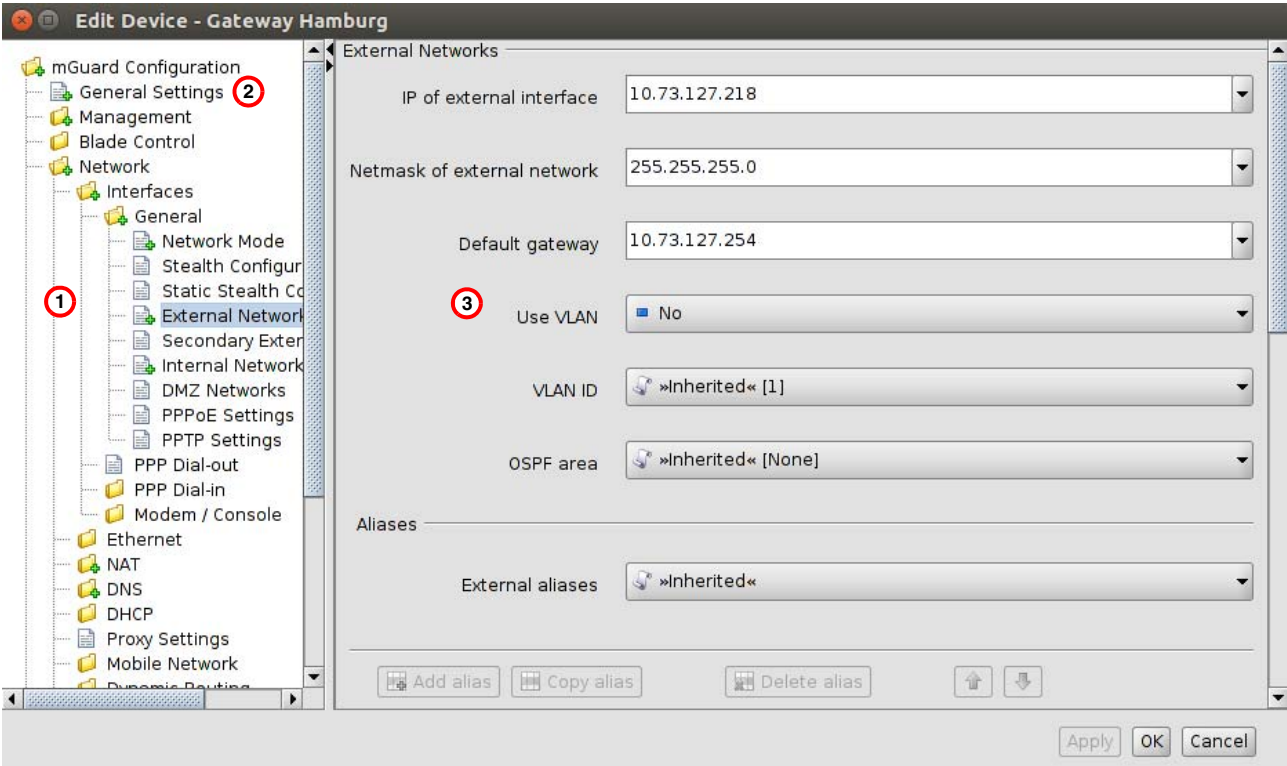 Edit Device - Gateway Hamburg
mGuard Configuration
General Settings 2
Management
Blade Control
Network
Interfaces
General
Network Mode
Stealth Configur
Static Stealth Co
1
External Network
Secondary Exter
Internal Network
DMZ Networks
PPPoE Settings
PPTP Settings
PPP Dial-out
PPP Dial-in
Modem / Console
Ethernet
NAT
DNS
DHCP
Proxy Settings
Mobile Network
Dynamic Routing
External Networks
IP of external interface 10.73.127.218
Netmask of external network 255.255.255.0
Default gateway 10.73.127.254
3
Use VLAN No
VLAN ID »Inherited« [1]
OSPF area »Inherited« [None]
Aliases
External aliases »Inherited«
Add alias Copy alias Delete alias
Apply OK Cancel